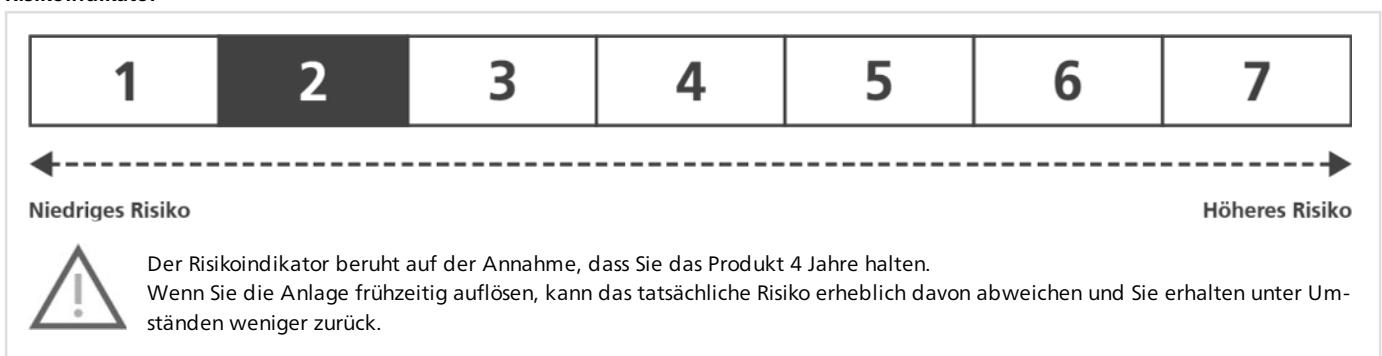 1 2 3 4 5 6 7
Niedriges Risiko Höheres Risiko
Der Risikoindikator beruht auf der Annahme, dass Sie das Produkt 4 Jahre halten.
Wenn Sie die Anlage frühzeitig auflösen, kann das tatsächliche Risiko erheblich davon abweichen und Sie erhalten unter Um-
ständen weniger zurück.